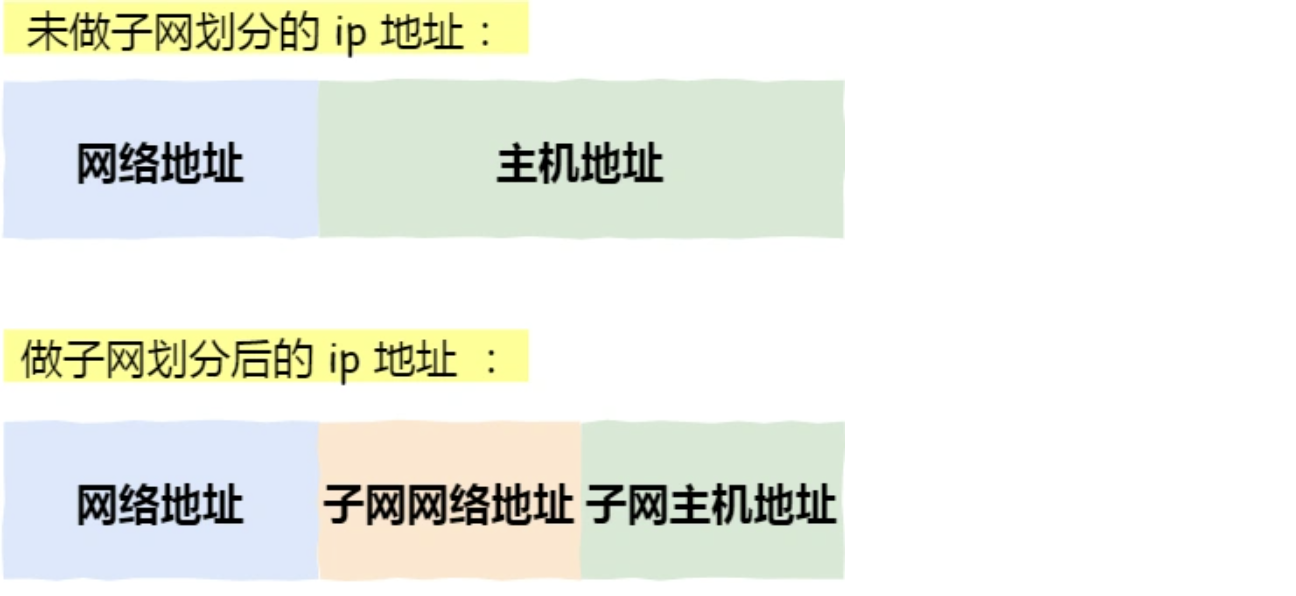 未做子网划分的 ip 地址：
网络地址 主机地址
做子网划分后的 ip 地址 ：
网络地址 子网网络地址 子网主机地址